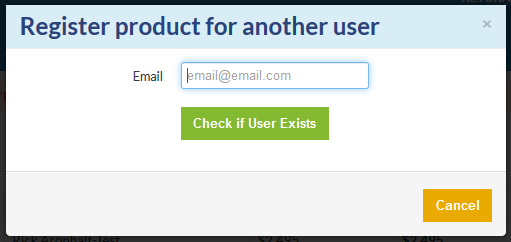 Register product for another user
×
Email
email@email.com
Check if User Exists
Cancel